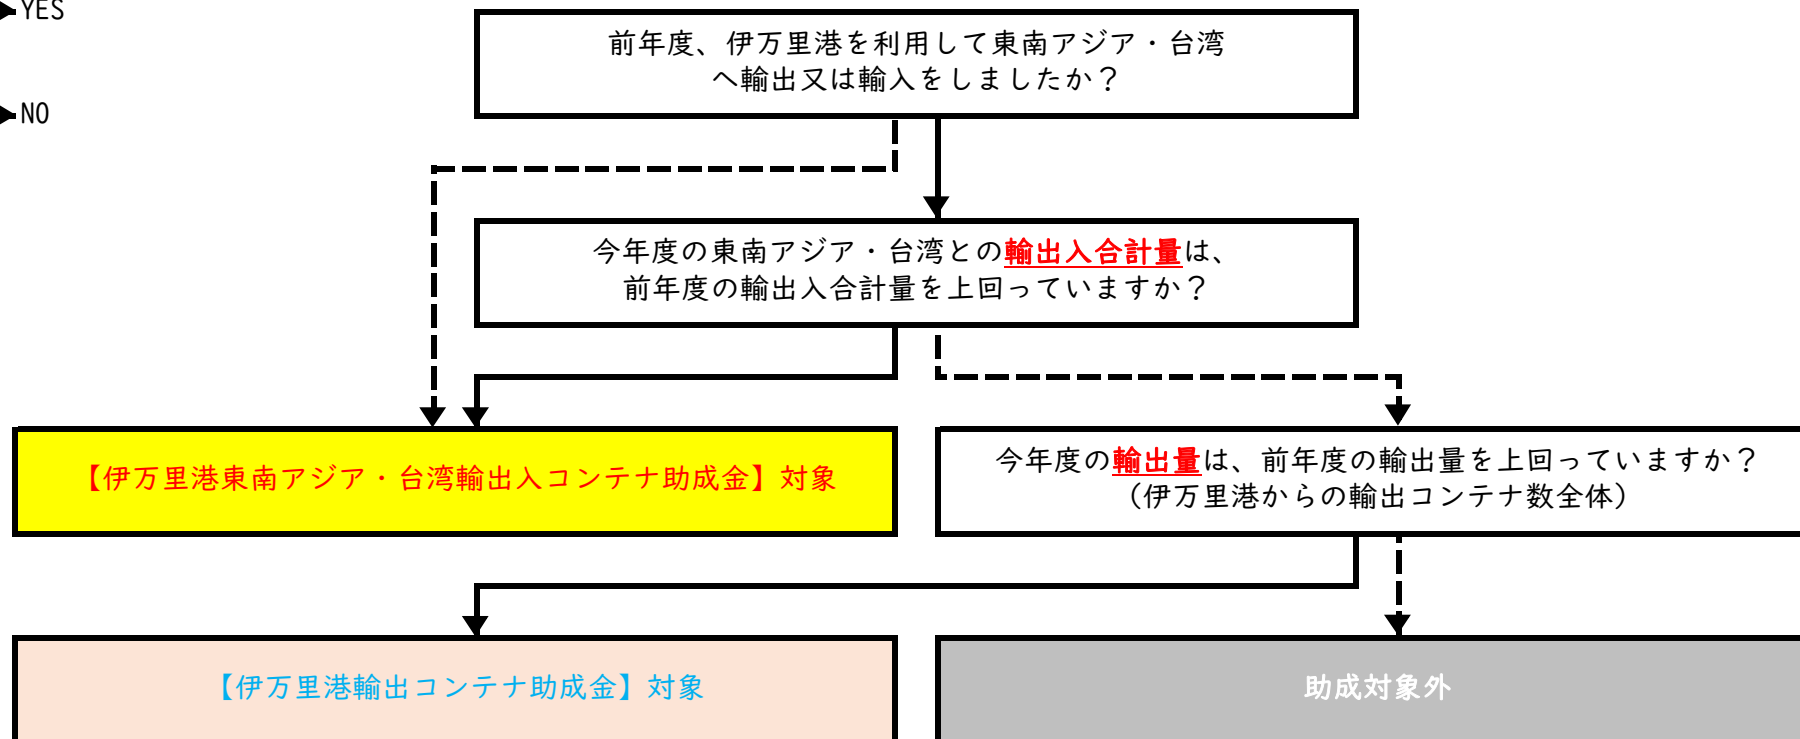 YES
NO
前年度、伊万里港を利用して東南アジア・台湾
へ輸出又は輸入をしましたか？
今年度の東南アジア・台湾との輸出入合計量は、
前年度の輸出入合計量を上回っていますか？
【伊万里港東南アジア・台湾輸出入コンテナ助成金】対象
今年度の輸出量は、前年度の輸出量を上回っていますか？
（伊万里港からの輸出コンテナ数全体）
【伊万里港輸出コンテナ助成金】対象
助成対象外